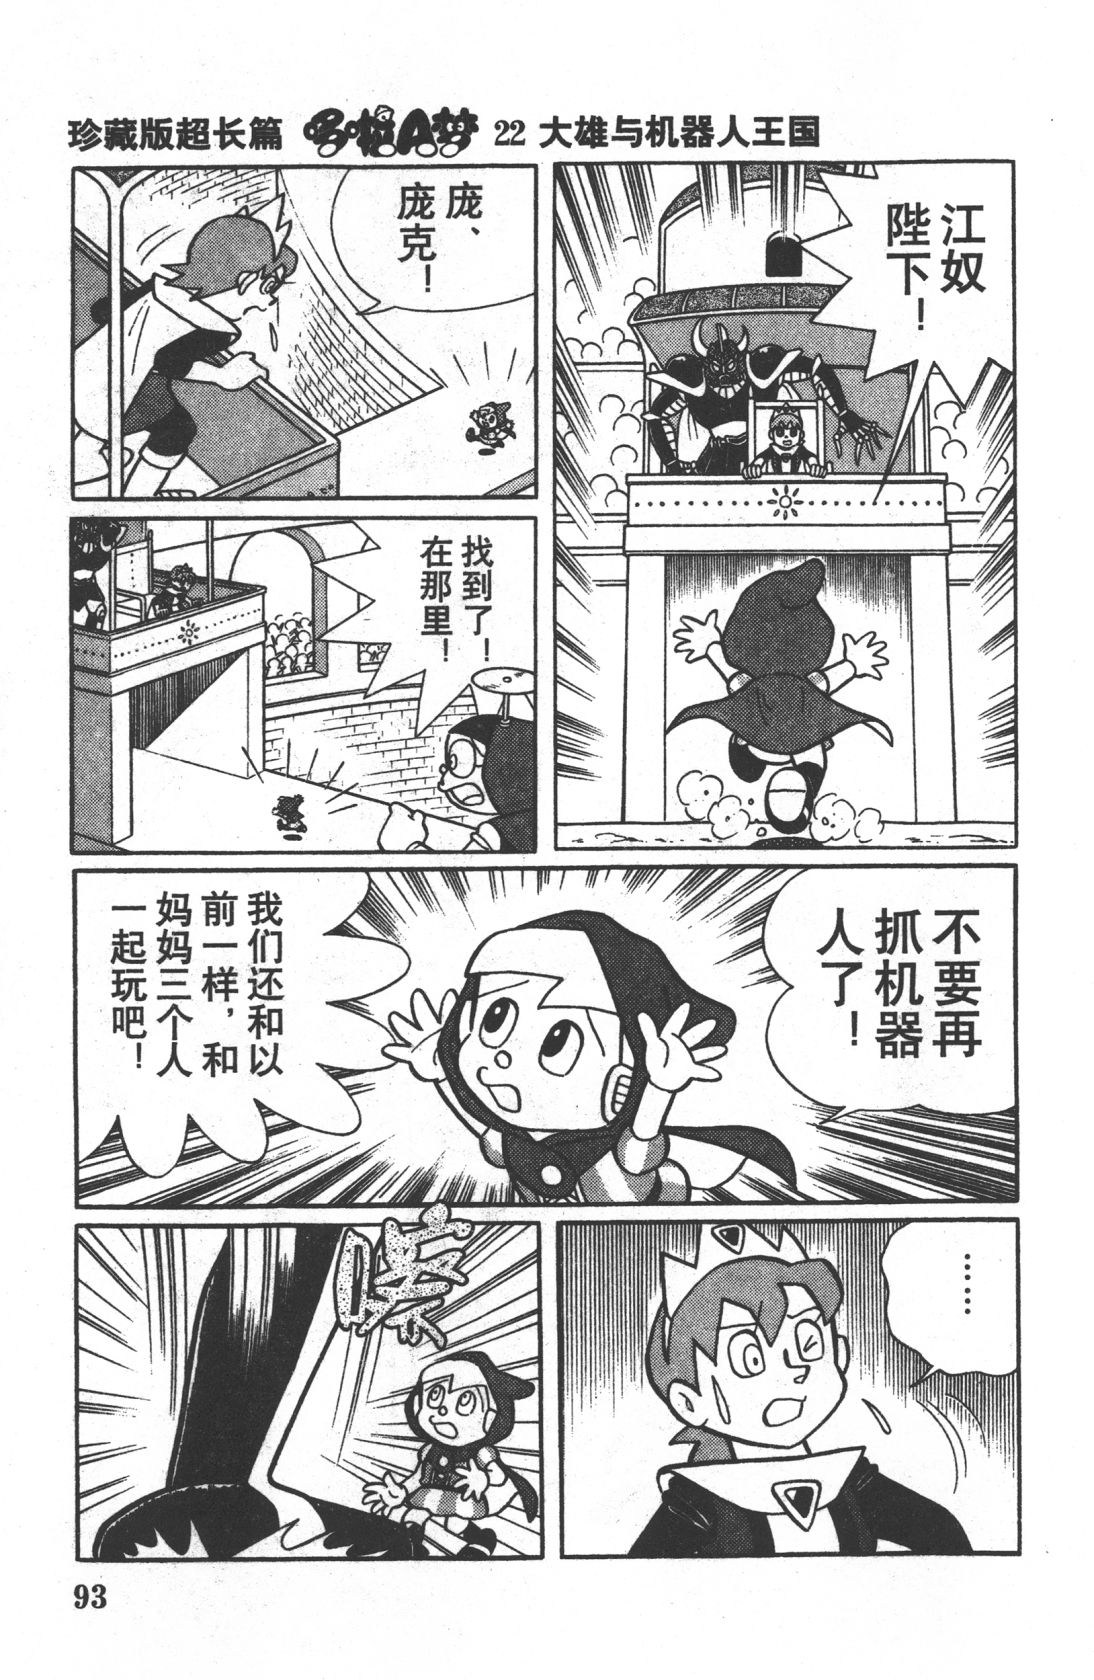 珍藏版超长篇 哆啦A梦 22 大雄与机器人王国
江奴
陛下！
庞、
庞克！
找到了！
在那里！
不要再
抓机器
人了！
我们还和以
前一样，和
妈妈三个人
一起玩吧！
……
93